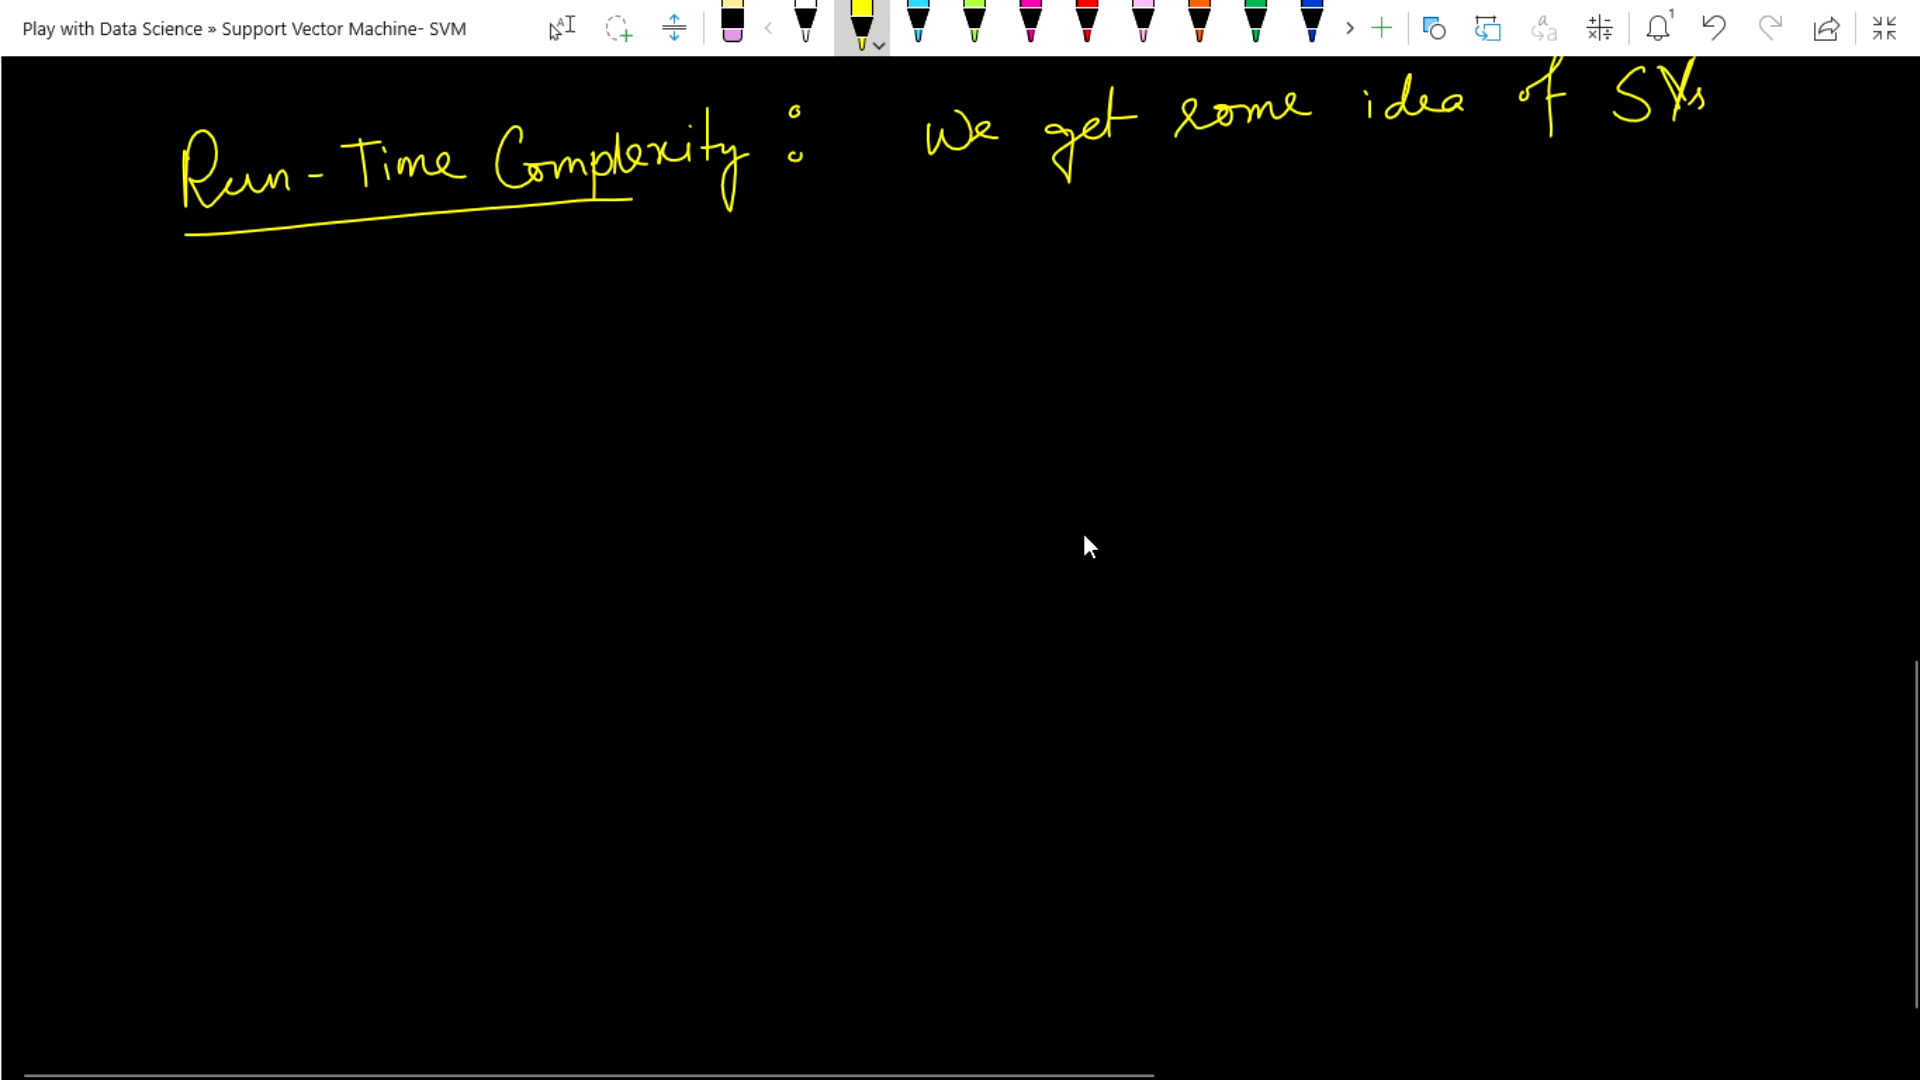 Play with Data Science » Support Vector Machine- SVM
Run-Time Complexity : We get some idea of SVs